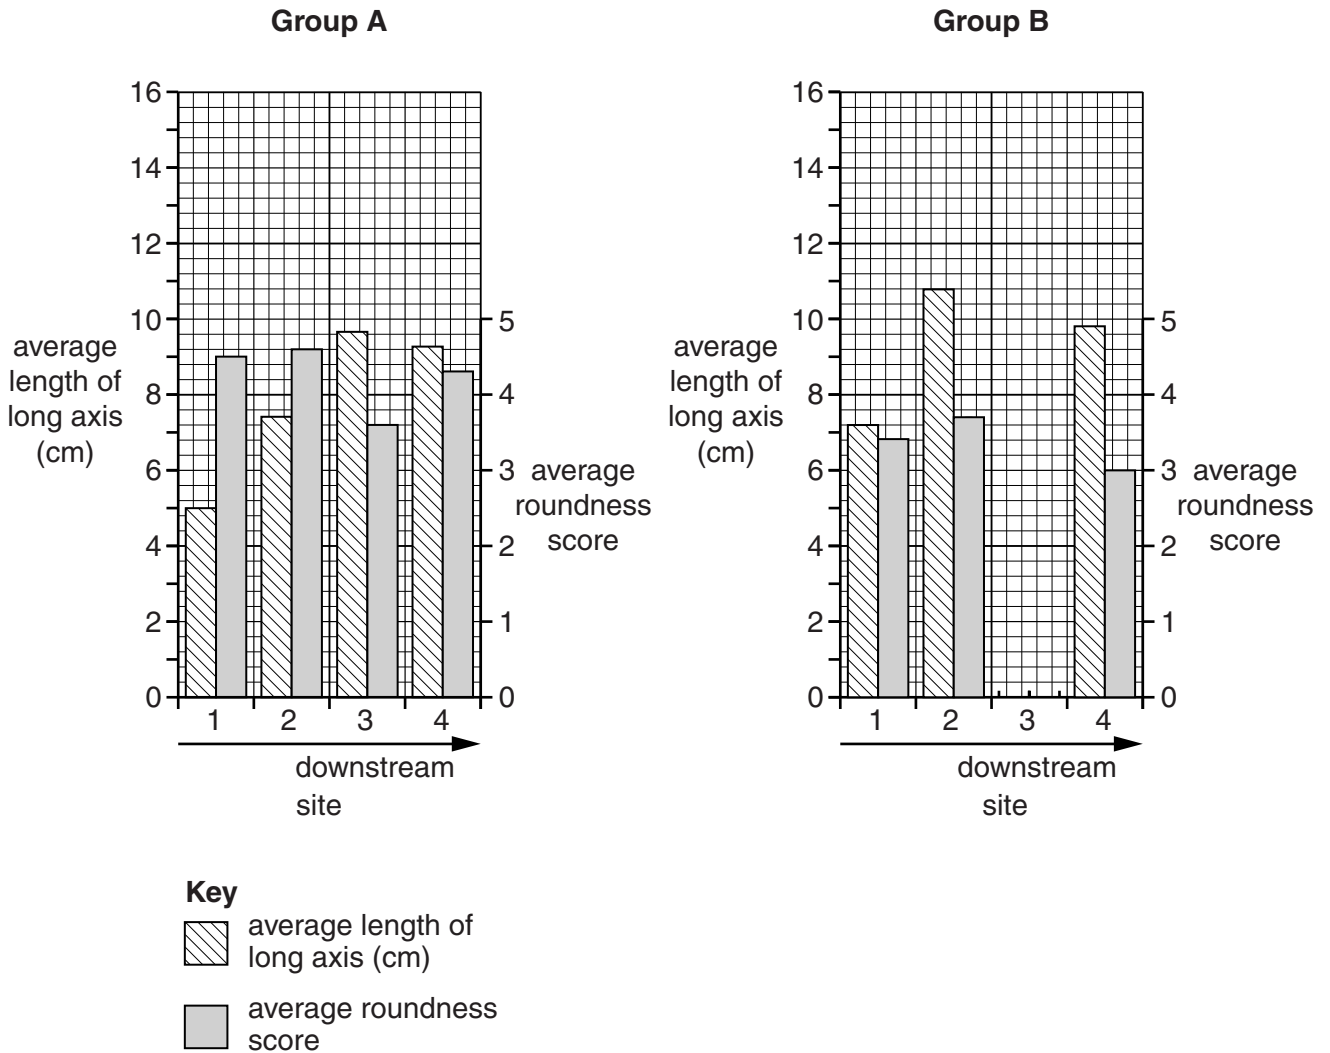 Group A
16
14
12
10
8
6
4
2
0
average
length of
long axis
(cm)
5
4
3
2
1
0
average
roundness
score
1 2 3 4
downstream
site
Group B
16
14
12
10
8
6
4
2
0
average
length of
long axis
(cm)
5
4
3
2
1
0
average
roundness
score
1 2 3 4
downstream
site
Key
average length of
long axis (cm)
average roundness
score